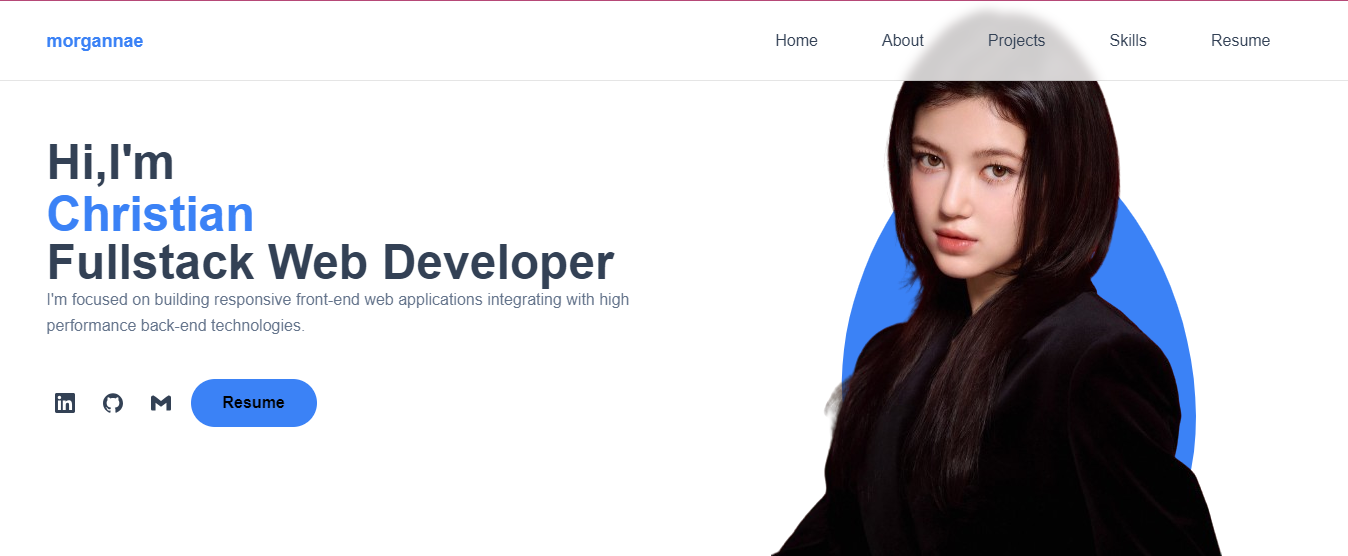 morgannae
Home About Projects Skills Resume
Hi,I'm
Christian
Fullstack Web Developer
I'm focused on building responsive front-end web applications integrating with high
performance back-end technologies.
in
Resume